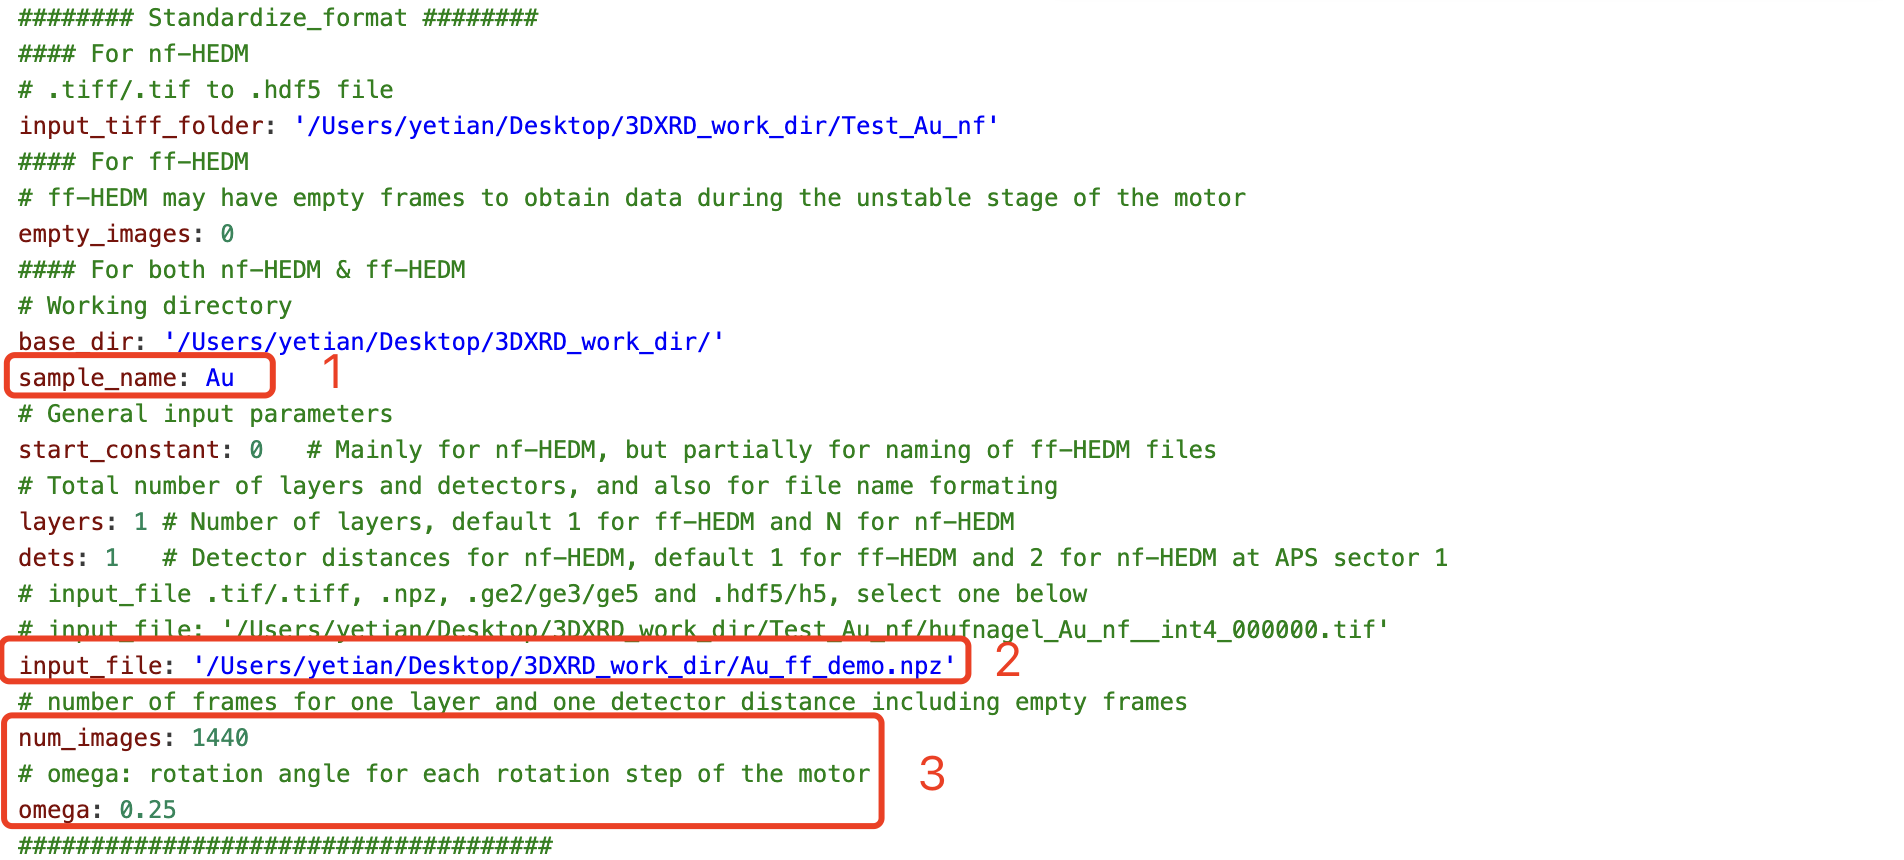 ######## Standardize_format ########
#### For nf-HEDM
# .tiff/.tif to .hdf5 file
input_tiff_folder: '/Users/yetian/Desktop/3DXRD_work_dir/Test_Au_nf'
#### For ff-HEDM
# ff-HEDM may have empty frames to obtain data during the unstable stage of the motor
empty_images: 0
#### For both nf-HEDM & ff-HEDM
# Working directory
base_dir: '/Users/yetian/Desktop/3DXRD_work_dir/'
sample_name: Au 1
# General input parameters
start_constant: 0   # Mainly for nf-HEDM, but partially for naming of ff-HEDM files
# Total number of layers and detectors, and also for file name formating
layers: 1 # Number of layers, default 1 for ff-HEDM and N for nf-HEDM
dets: 1   # Detector distances for nf-HEDM, default 1 for ff-HEDM and 2 for nf-HEDM at APS sector 1
# input_file .tif/.tiff, .npz, .ge2/ge3/ge5 and .hdf5/h5, select one below
# input_file: '/Users/yetian/Desktop/3DXRD_work_dir/Test_Au_nf/hufnagel_Au_nf__int4_000000.tif'
input_file: '/Users/yetian/Desktop/3DXRD_work_dir/Au_ff_demo.npz' 2
# number of frames for one layer and one detector distance including empty frames
num_images: 1440
# omega: rotation angle for each rotation step of the motor 3
omega: 0.25
#####################################